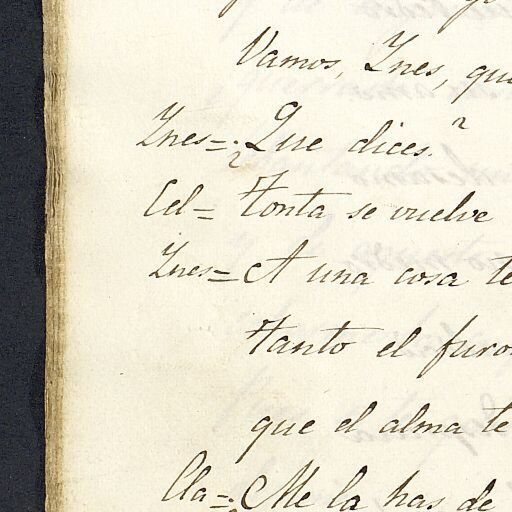 Vamos, Ynes, que
Ynes=¿Que dices?
Cel= tonta se vuelve
Ynes= A una cosa te
tanto el furor
que el alma te
Cla=¿Me la has de